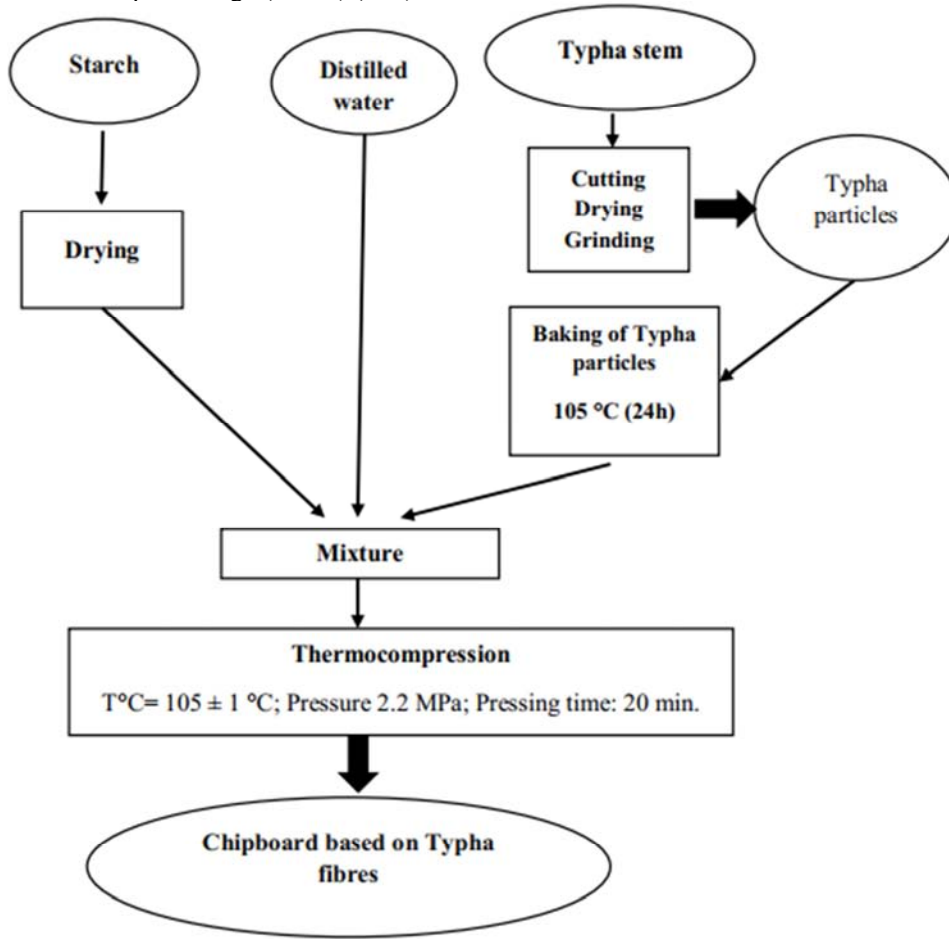 Starch
Distilled
water
Typha stem
Cutting
Drying
Grinding
Typha
particles
Drying
Baking of Typha
particles
105 °C (24h)
Mixture
Thermocompression
T°C= 105 ± 1 °C; Pressure 2.2 MPa; Pressing time: 20 min.
Chipboard based on Typha
fibres